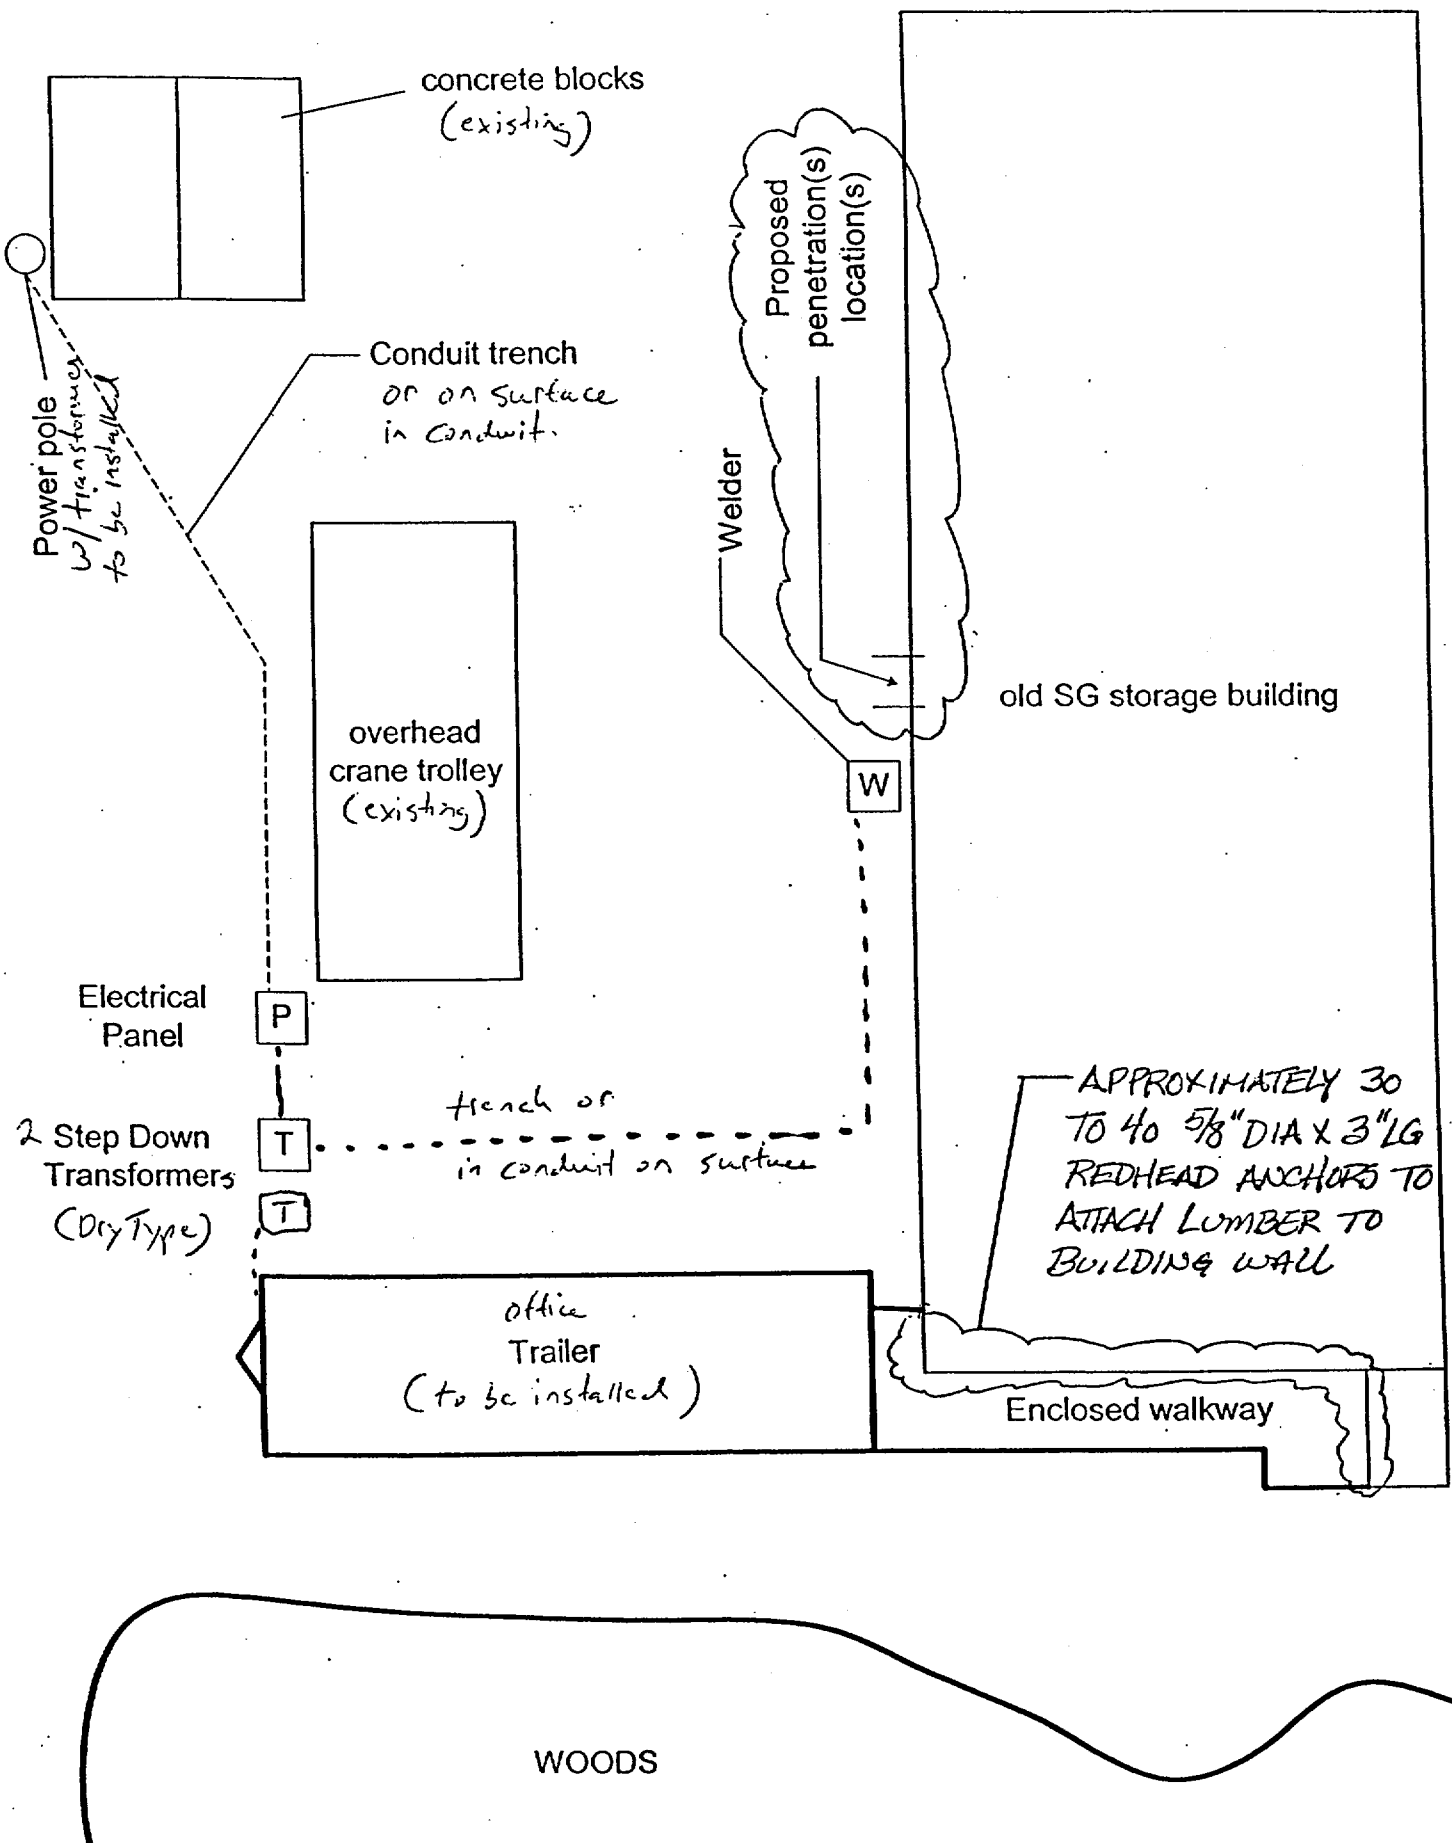 concrete blocks
(existing)
Proposed
penetration(s)
location(s)
Conduit trench
or on surface
in conduit.
Power pole
w/ transformer
to be installed
Welder
overhead
crane trolley
(existing)
old SG storage building
W
Electrical
Panel
P
2 Step Down
Transformers
(Dry Type)
T
T
trench or
in conduit on surface
APPROXIMATELY 30
TO 40 5/8" DIA X 3" LG
REDHEAD ANCHORS TO
ATTACH LUMBER TO
BUILDING WALL
office
Trailer
(to be installed)
Enclosed walkway
WOODS